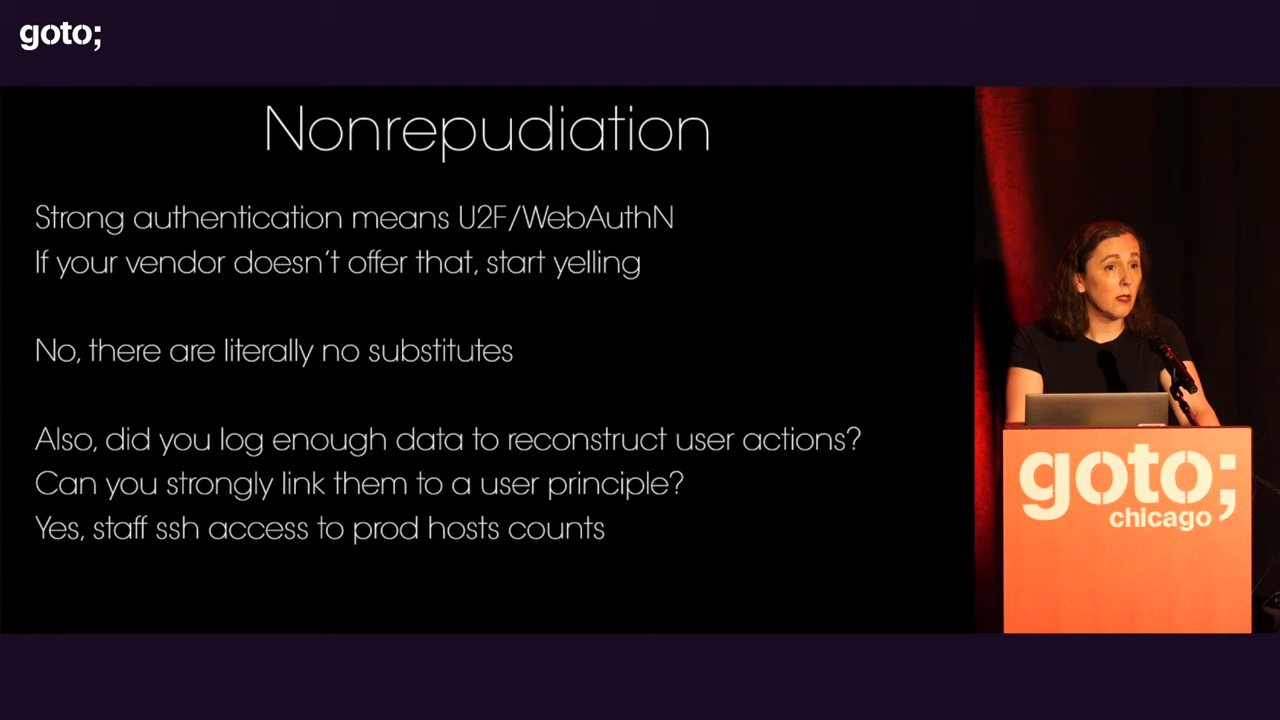 goto;
Nonrepudiation
Strong authentication means U2F/WebAuthN
If your vendor doesn't offer that, start yelling
No, there are literally no substitutes
Also, did you log enough data to reconstruct user actions?
Can you strongly link them to a user principle?
Yes, staff ssh access to prod hosts counts
goto;
chicago